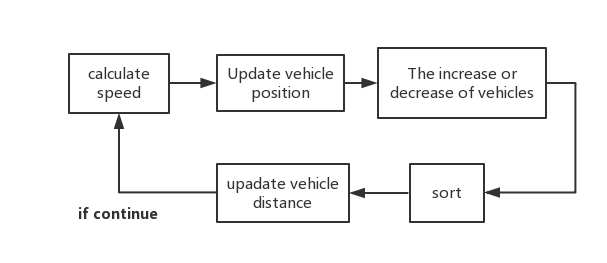 calculate
speed
Update vehicle
position
The increase or
decrease of vehicles
upadate vehicle
distance
sort
if continue